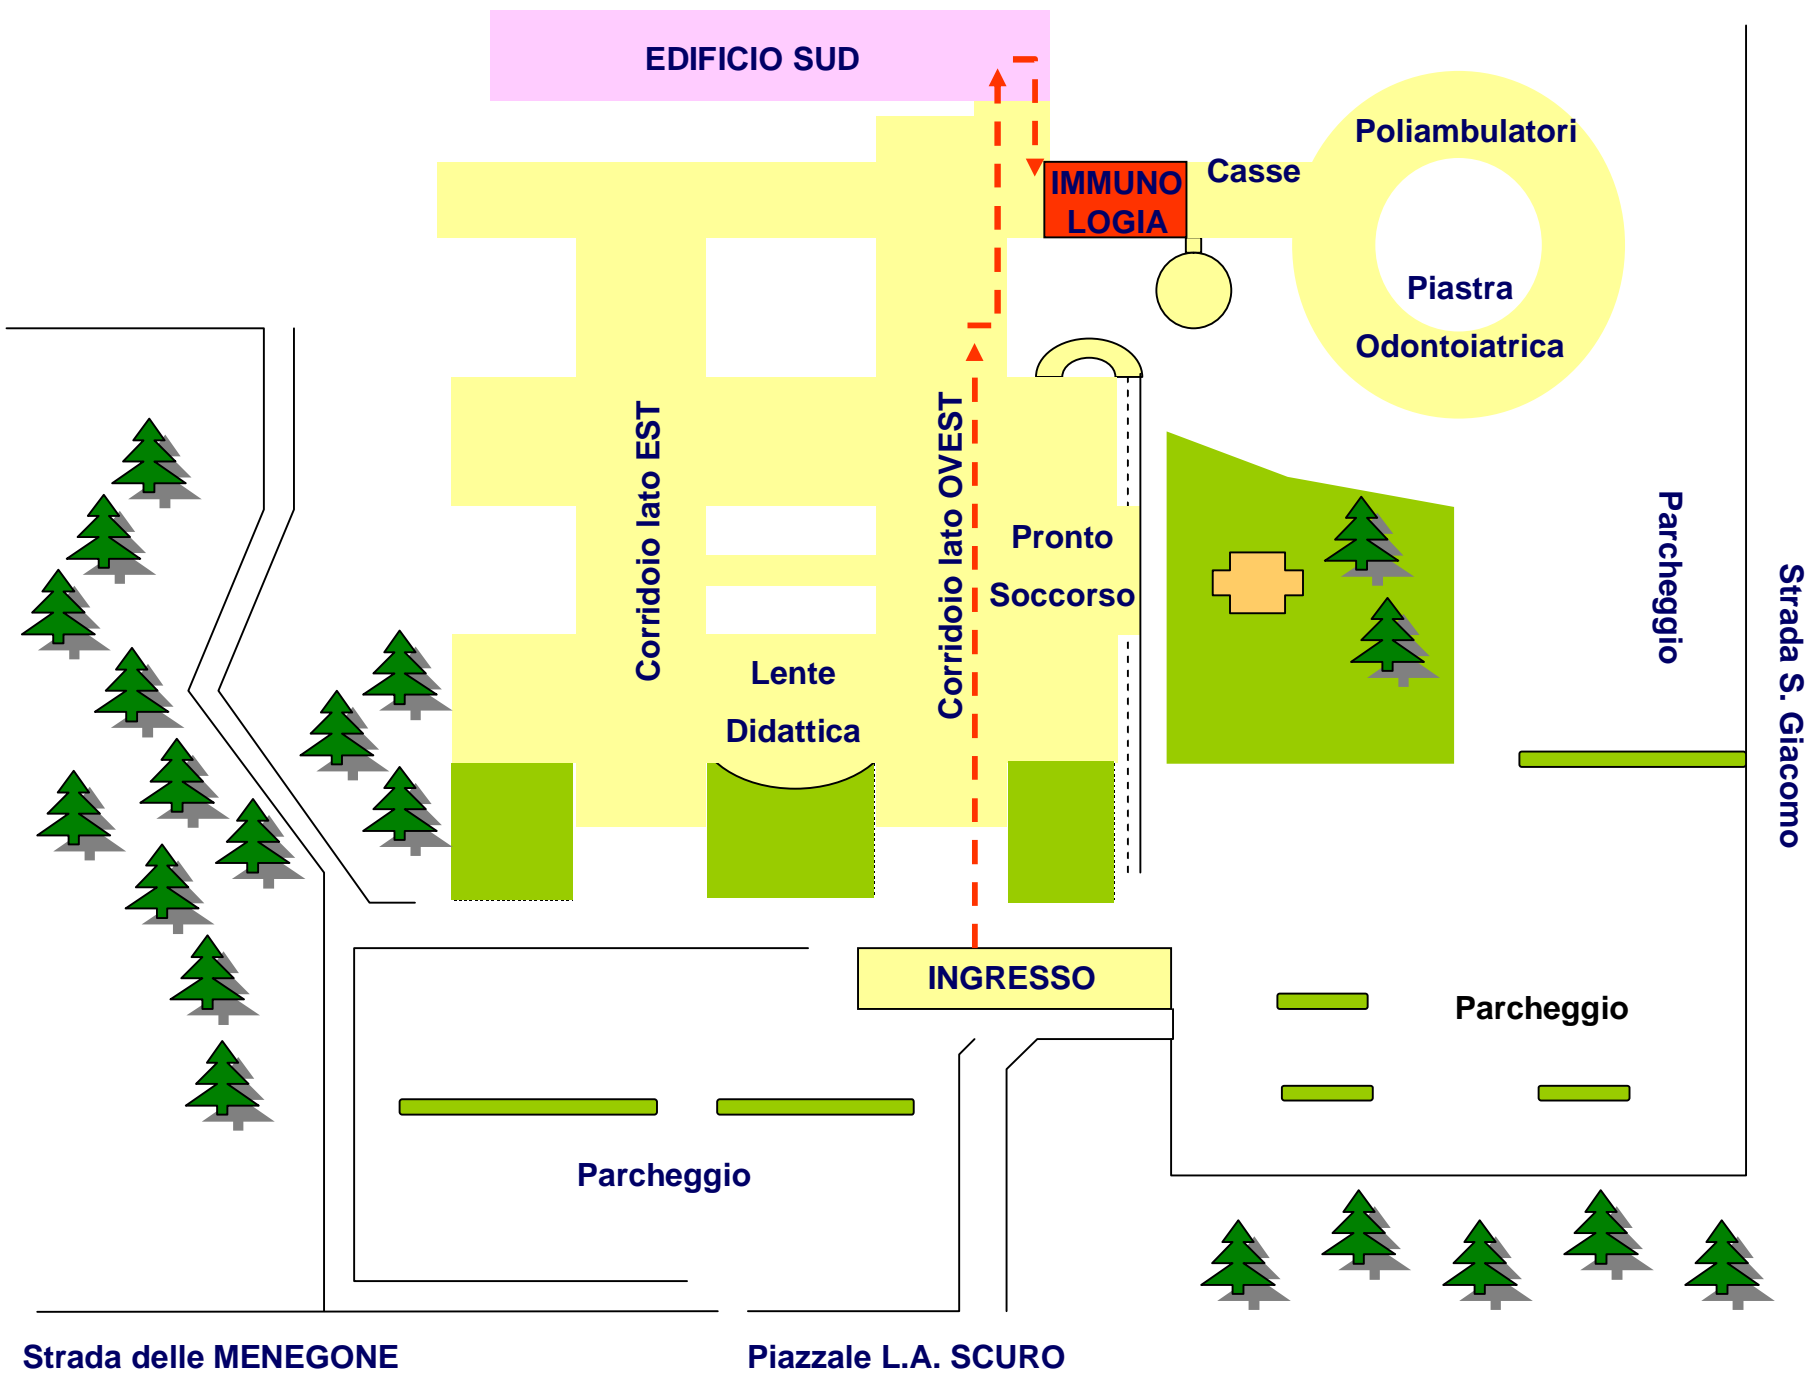 EDIFICIO SUD
Poliambulatori
Casse
IMMUNO
LOGIA
Piastra
Odontoiatrica
Corridoio lato EST
Corridoio lato OVEST
Pronto
Soccorso
Parcheggio
Strada S. Giacomo
Lente
Didattica
INGRESSO
Parcheggio
Parcheggio
Strada delle MENEGONE
Piazzale L.A. SCURO